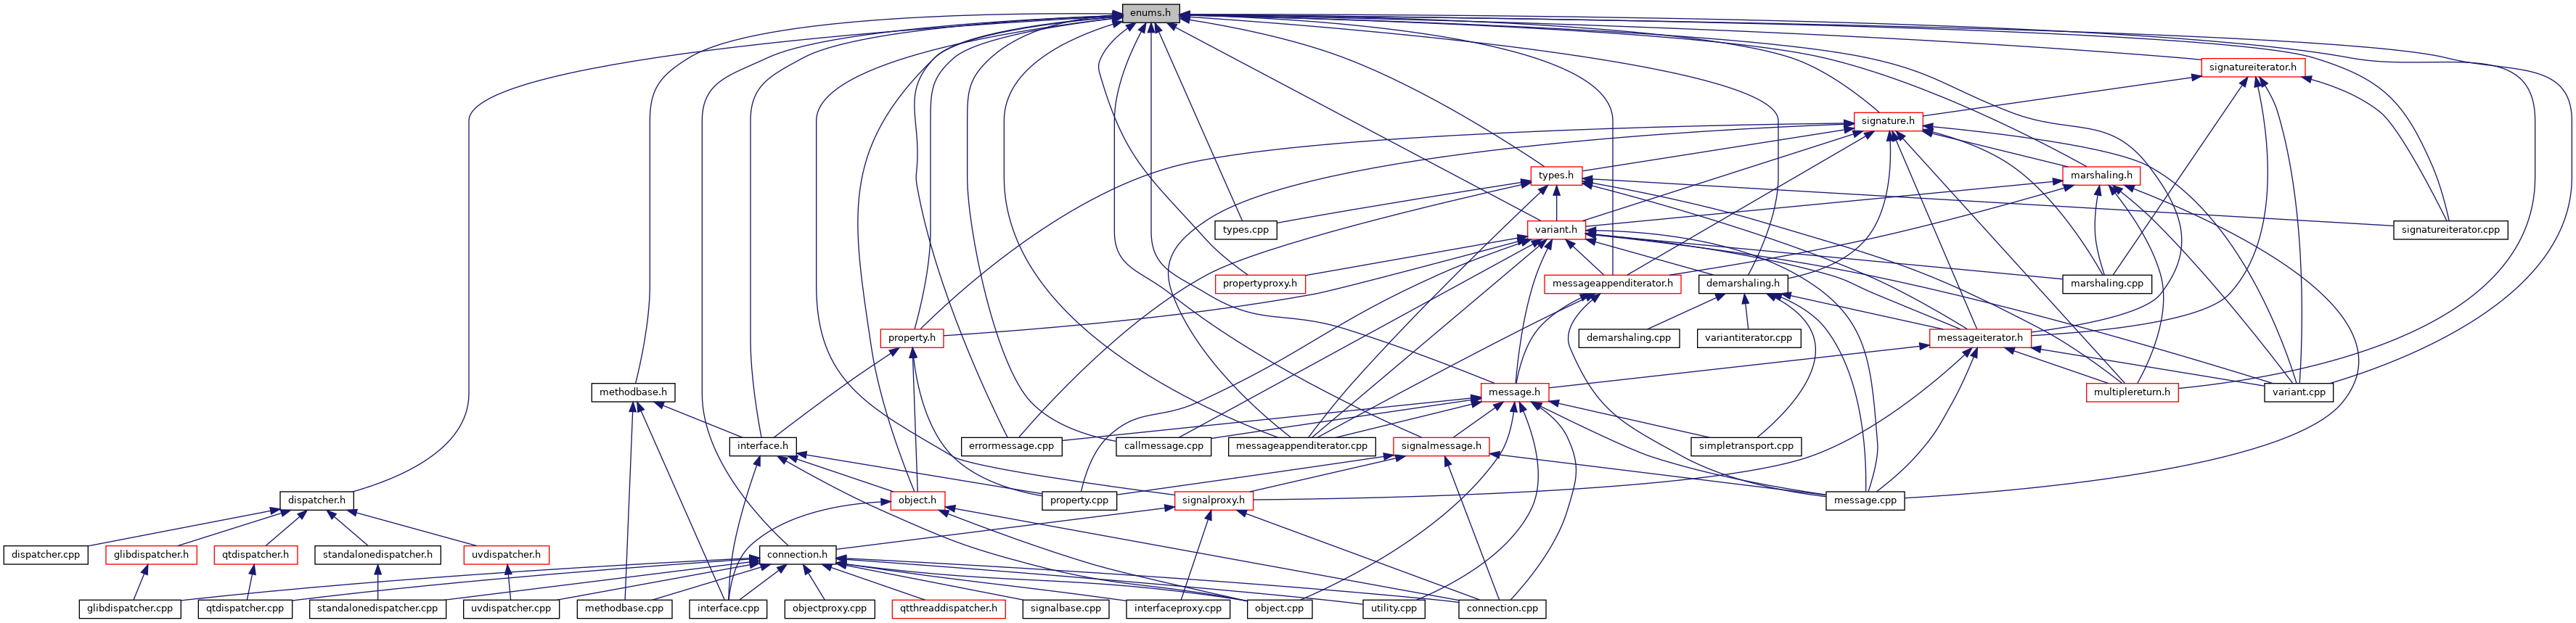 enums.h
signatureiterator.h
signature.h
types.h
marshaling.h
types.cpp
variant.h
signatureiterator.cpp
propertyproxy.h
messageappenditerator.h
demarshaling.h
marshaling.cpp
property.h
demarshaling.cpp
variantiterator.cpp
messageiterator.h
methodbase.h
message.h
multiplereturn.h
variant.cpp
interface.h
errormessage.cpp
callmessage.cpp
messageappenditerator.cpp
signalmessage.h
simpletransport.cpp
dispatcher.h
object.h
property.cpp
signalproxy.h
message.cpp
dispatcher.cpp
glibdispatcher.h
qtdispatcher.h
standalonedispatcher.h
uvdispatcher.h
connection.h
glibdispatcher.cpp
qtdispatcher.cpp
standalonedispatcher.cpp
uvdispatcher.cpp
methodbase.cpp
interface.cpp
objectproxy.cpp
qtthreaddispatcher.h
signalbase.cpp
interfaceproxy.cpp
object.cpp
utility.cpp
connection.cpp